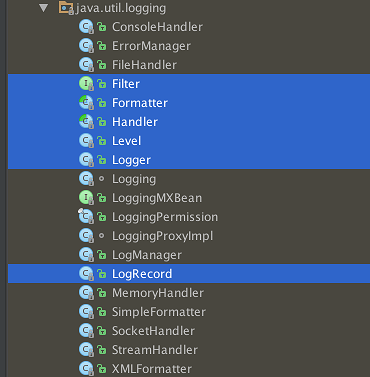 java.util.logging
ConsoleHandler
ErrorManager
FileHandler
Filter
Formatter
Handler
Level
Logger
Logging
LoggingMXBean
LoggingPermission
LoggingProxyImpl
LogManager
LogRecord
MemoryHandler
SimpleFormatter
SocketHandler
StreamHandler
XMLFormatter